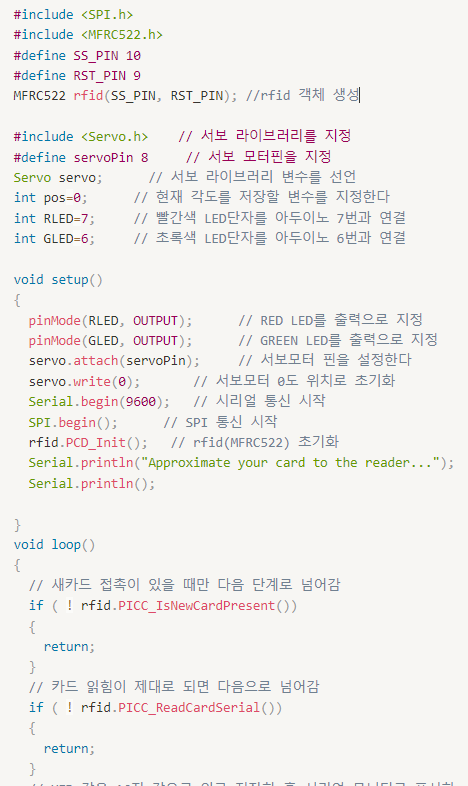 #include <SPI.h>
#include <MFRC522.h>
#define SS_PIN 10
#define RST_PIN 9
MFRC522 rfid(SS_PIN, RST_PIN); //rfid 객체 생성
#include <Servo.h>    // 서보 라이브러리를 지정
#define servoPin 8     // 서보 모터핀을 지정
Servo servo;      // 서보 라이브러리 변수를 선언
int pos=0;      // 현재 각도를 저장할 변수를 지정한다
int RLED=7;     // 빨간색 LED단자를 아두이노 7번과 연결
int GLED=6;     // 초록색 LED단자를 아두이노 6번과 연결
void setup()
{
  pinMode(RLED, OUTPUT);      // RED LED를 출력으로 지정
  pinMode(GLED, OUTPUT);      // GREEN LED를 출력으로 지정
  servo.attach(servoPin);     // 서보모터 핀을 설정한다
  servo.write(0);       // 서보모터 0도 위치로 초기화
  Serial.begin(9600);   // 시리얼 통신 시작
  SPI.begin();      // SPI 통신 시작
  rfid.PCD_Init();   // rfid(MFRC522) 초기화
  Serial.println("Approximate your card to the reader...");
  Serial.println();
}
void loop()
{
  // 새카드 접촉이 있을 때만 다음 단계로 넘어감
  if ( ! rfid.PICC_IsNewCardPresent())
  {
    return;
  }
  // 카드 읽힘이 제대로 되면 다음으로 넘어감
  if ( ! rfid.PICC_ReadCardSerial())
  {
    return;
  }